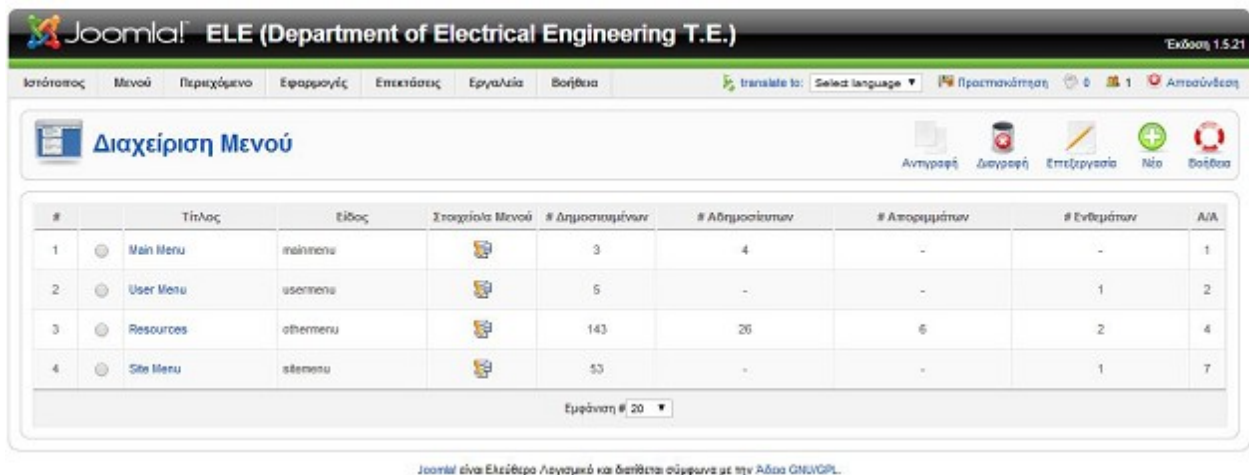 Joomla! ELE (Department of Electrical Engineering T.E.)
Έκδοση 1.5.21
Ιστότοπος Μενού Περιεχόμενο Εφαρμογές Επεκτάσεις Εργαλεία Βοήθεια translate to: Select language Προεπισκόπηση 0 1 Αποσύνδεση
Διαχείριση Μενού
Αντιγραφή Διαγραφή Επεξεργασία Νέο Βοήθεια
# Τίτλος Είδος Στοιχείο/α Μενού # Δημοσιευμένων # Αδημοσίευτων # Απορριμμάτων # Ενθεμάτων Α/Α
1 Main Menu mainmenu 3 4 - - 1
2 User Menu usermenu 5 - - 1 2
3 Resources othermenu 143 26 6 2 4
4 Site Menu sitemenu 53 - - 1 7
Εμφάνιση # 20
Joomla! είναι Ελεύθερο Λογισμικό και διατίθεται σύμφωνα με την Άδεια GNU/GPL.